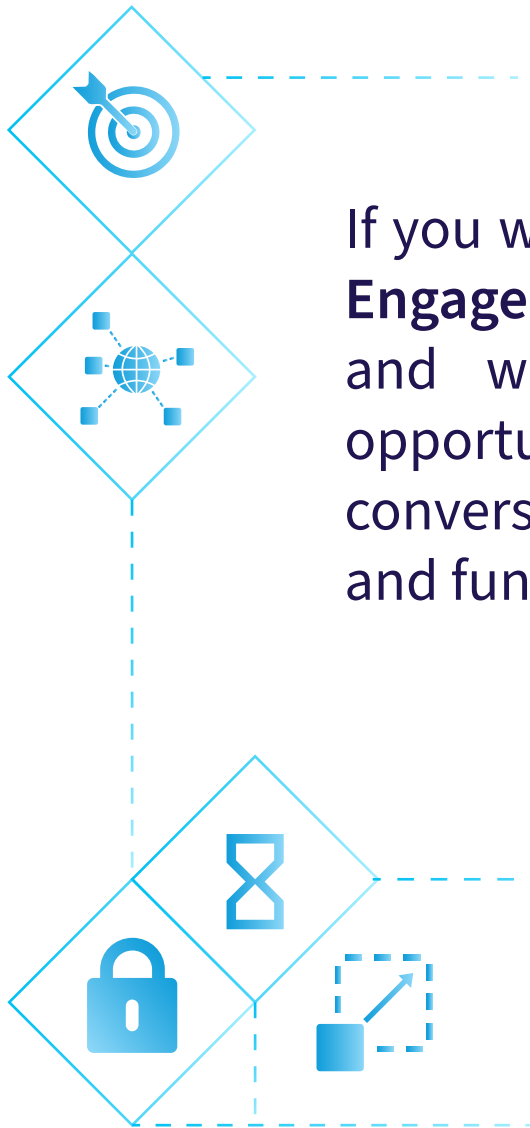 If you w
Engage
and w
opportu
convers
and fun